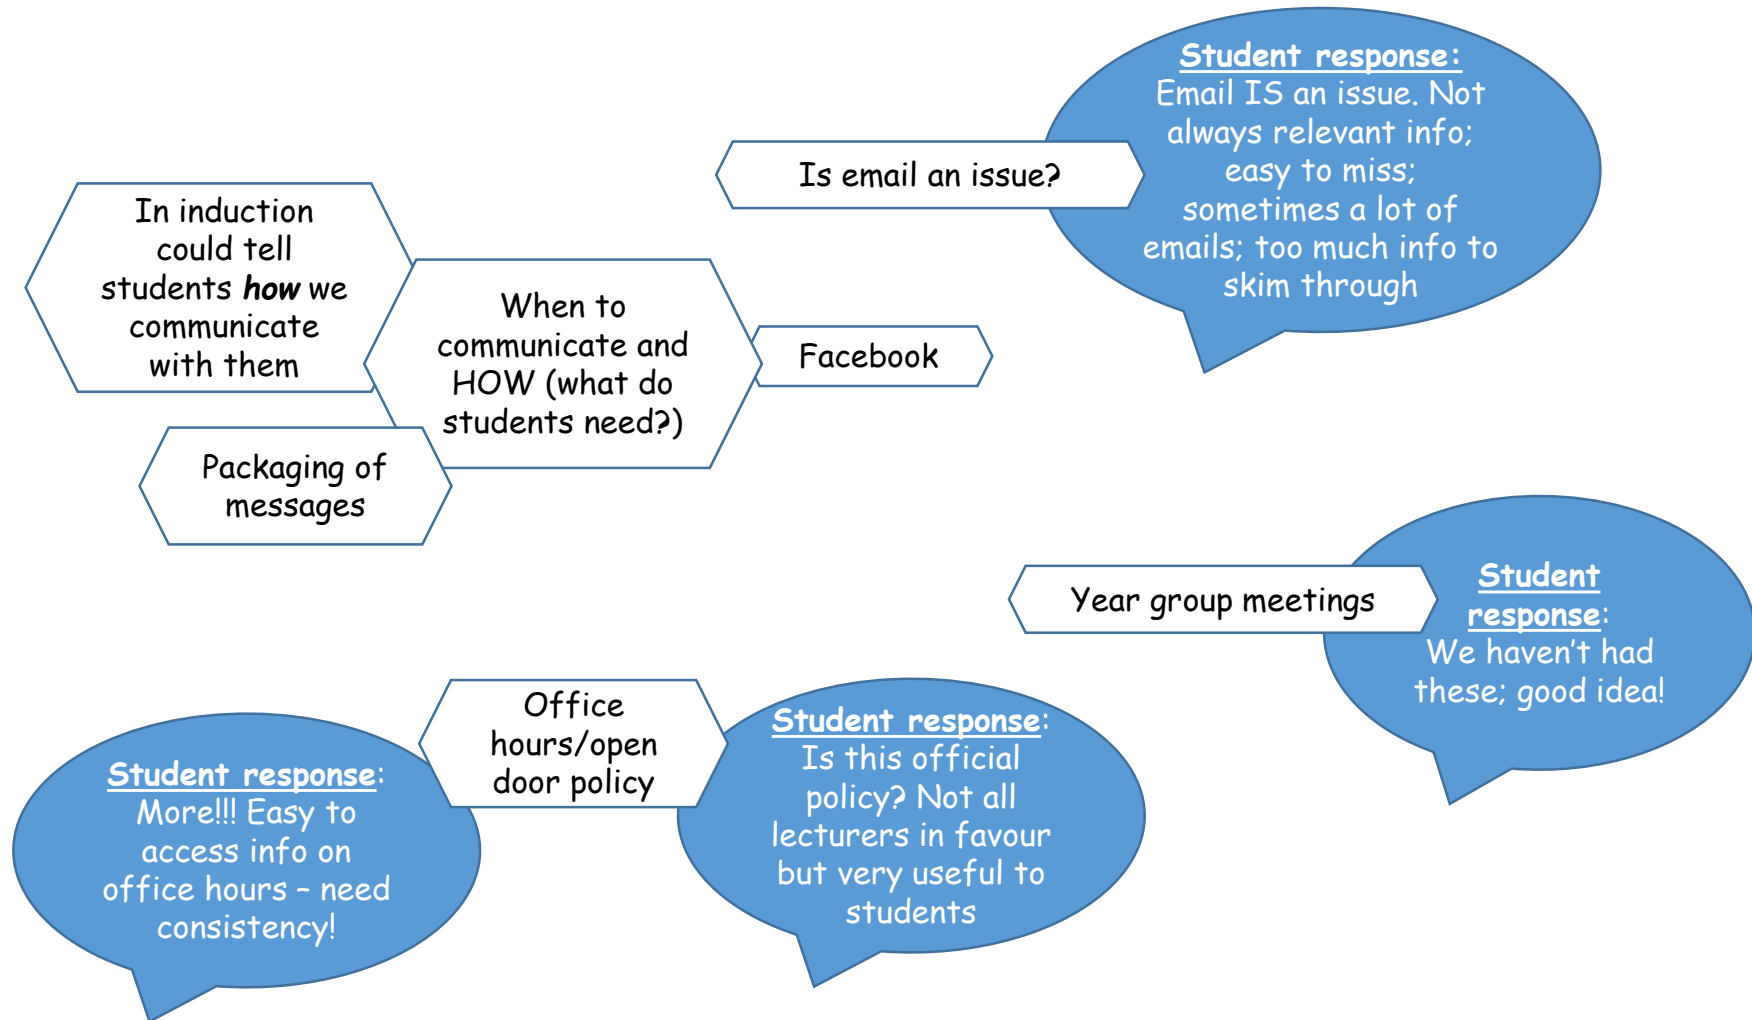 Student response:
Email IS an issue. Not
always relevant info;
easy to miss;
sometimes a lot of
emails; too much info to
skim through
Is email an issue?
In induction
could tell
students how we
communicate
with them
When to
communicate and
HOW (what do
students need?)
Facebook
Packaging of
messages
Year group meetings
Student
response:
We haven't had
these; good idea!
Office
hours/open
door policy
Student response:
Is this official
policy? Not all
lecturers in favour
but very useful to
students
Student response:
More!!! Easy to
access info on
office hours – need
consistency!